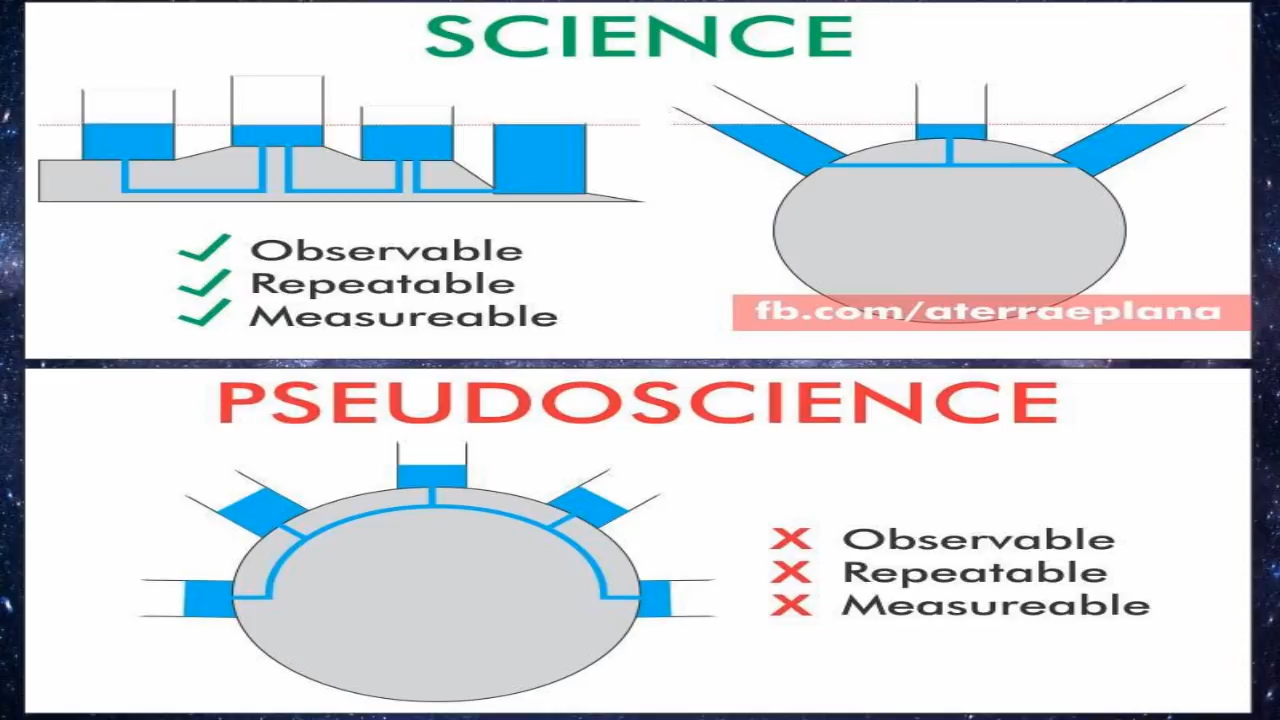 SCIENCE
Observable
Repeatable
Measureable
fb.com/aterraeplana
PSEUDOSCIENCE
X Observable
X Repeatable
X Measureable